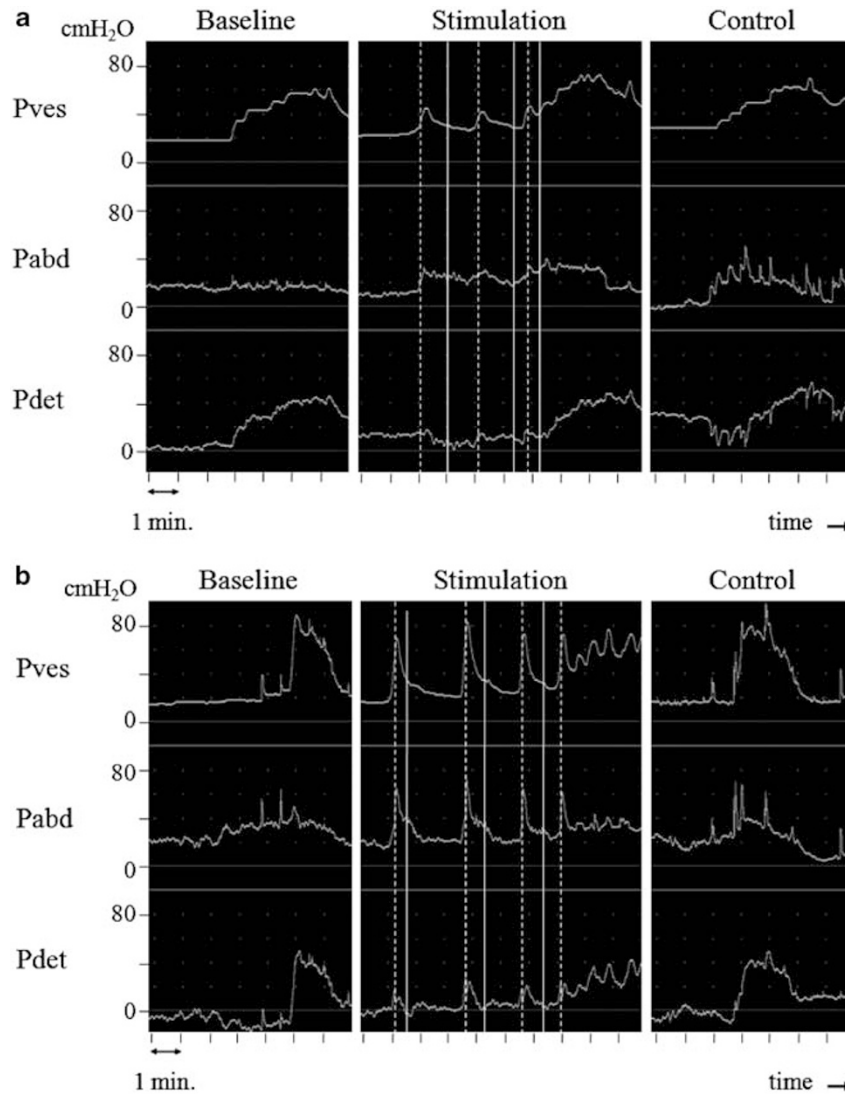 a
cmH₂O Baseline Stimulation Control
80
Pves
0
80
Pabd
0
80
Pdet
0
1 min. time
b
cmH₂O Baseline Stimulation Control
80
Pves
0
80
Pabd
0
80
Pdet
0
1 min. time